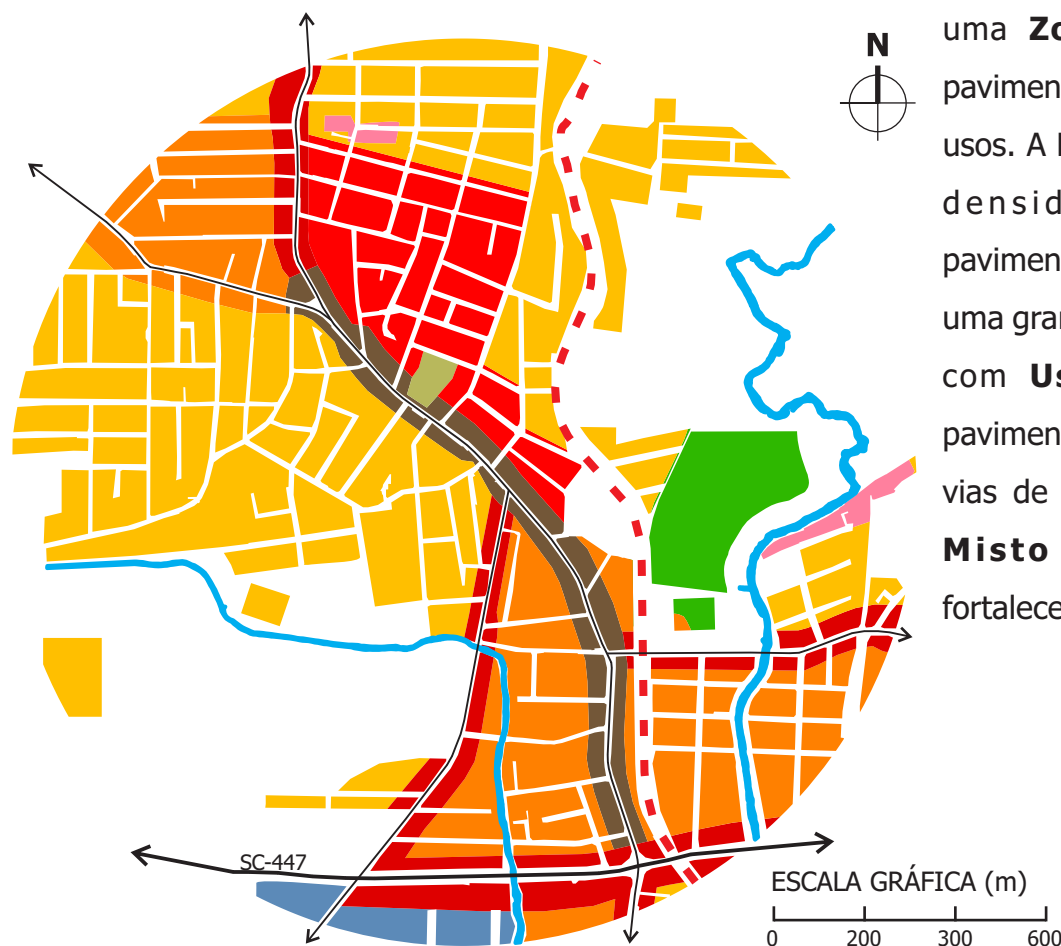 N
uma Zo
pavimen
usos. A
densid
pavimen
uma gra
com Us
pavimen
vias de
Misto
fortalece
SC-447
ESCALA GRÁFICA (m)
0 200 300 600